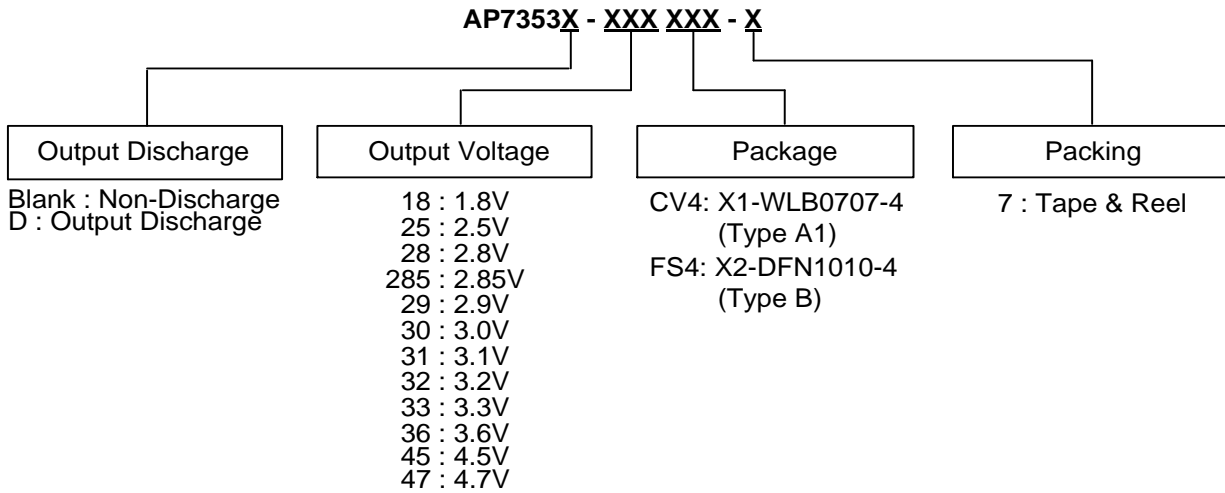 AP7353X - XXX XXX - X
Output Discharge
Blank : Non-Discharge
D : Output Discharge
Output Voltage
18 : 1.8V
25 : 2.5V
28 : 2.8V
285 : 2.85V
29 : 2.9V
30 : 3.0V
31 : 3.1V
32 : 3.2V
33 : 3.3V
36 : 3.6V
45 : 4.5V
47 : 4.7V
Package
CV4: X1-WLB0707-4
(Type A1)
FS4: X2-DFN1010-4
(Type B)
Packing
7 : Tape & Reel